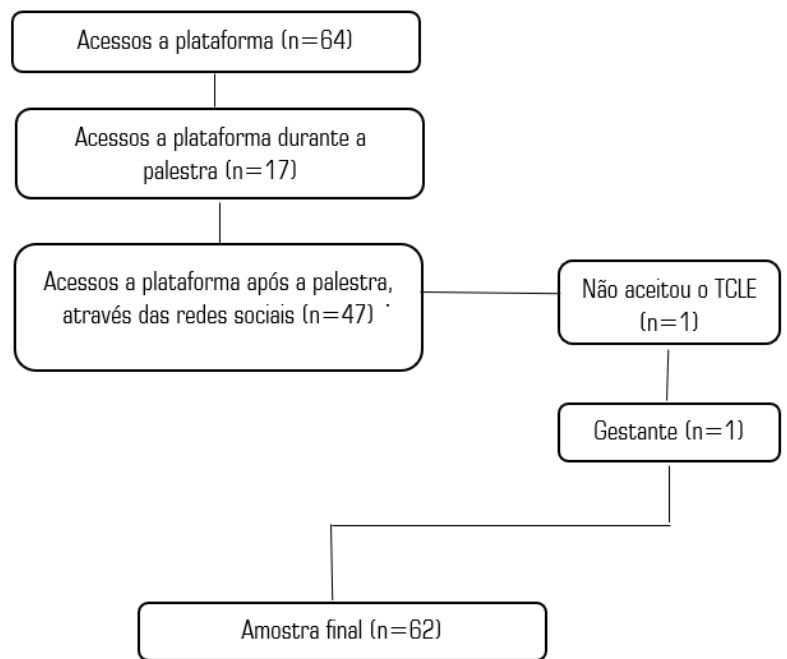 Acessos a plataforma (n=64)
Acessos a plataforma durante a
palestra (n=17)
Acessos a plataforma após a palestra,
através das redes sociais (n=47)
Não aceitou o TCLE
(n=1)
Gestante (n=1)
Amostra final (n=62)